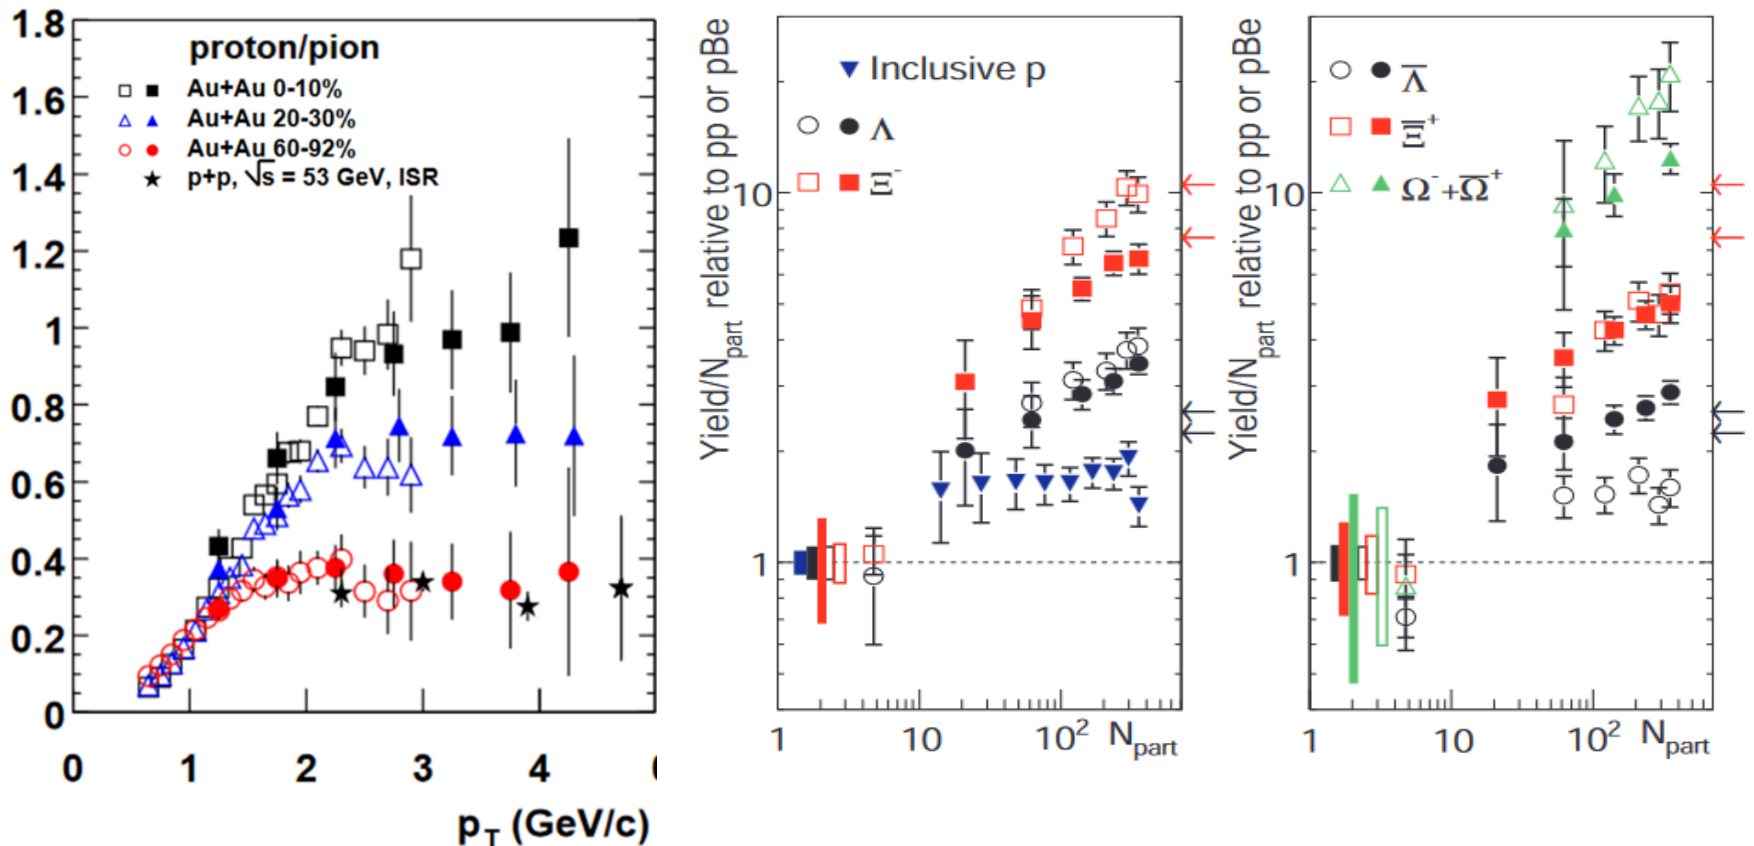 1.8
1.6
1.4
1.2
1
0.8
0.6
0.4
0.2
0
proton/pion
Au+Au 0-10%
Au+Au 20-30%
Au+Au 60-92%
p+p, √s = 53 GeV, ISR
0 1 2 3 4
p_T (GeV/c)
Yield/N_part relative to pp or pBe
10
1
Inclusive p
Λ
Ξ⁻
1 10 10² N_part
Yield/N_part relative to pp or pBe
10
1
Λ̅
Ξ̅⁺
Ω⁻+Ω̅⁺
1 10 10² N_part